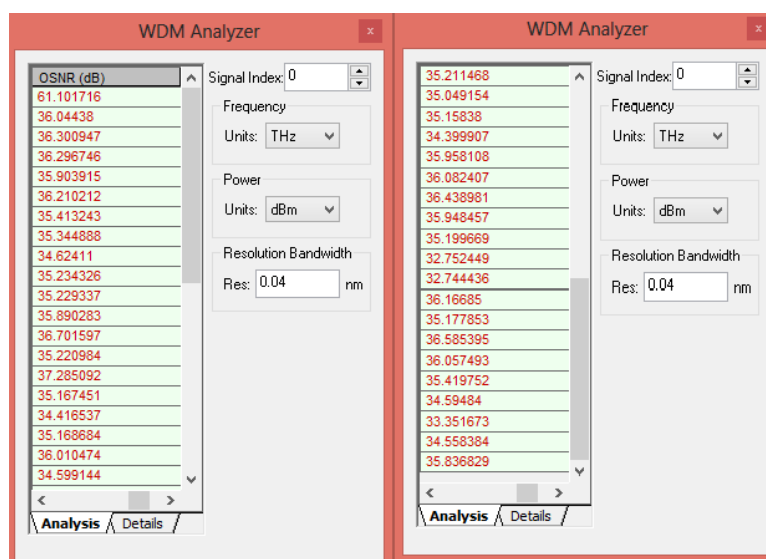 WDM Analyzer x
OSNR (dB)
61.101716
36.04438
36.300947
36.296746
35.903915
36.210212
35.413243
35.344888
34.62411
35.234326
35.229337
35.890283
36.701597
35.220984
37.285092
35.167451
34.416537
35.168684
36.010474
34.599144
Analysis Details
Signal Index: 0
Frequency
Units: THz
Power
Units: dBm
Resolution Bandwidth
Res: 0.04 nm
WDM Analyzer x
35.211468
35.049154
35.15838
34.399907
35.958108
36.082407
36.438981
35.948457
35.199669
32.752449
32.744436
36.16685
35.177853
36.585395
36.057493
35.419752
34.59484
33.351673
34.558384
35.836829
Analysis Details
Signal Index: 0
Frequency
Units: THz
Power
Units: dBm
Resolution Bandwidth
Res: 0.04 nm